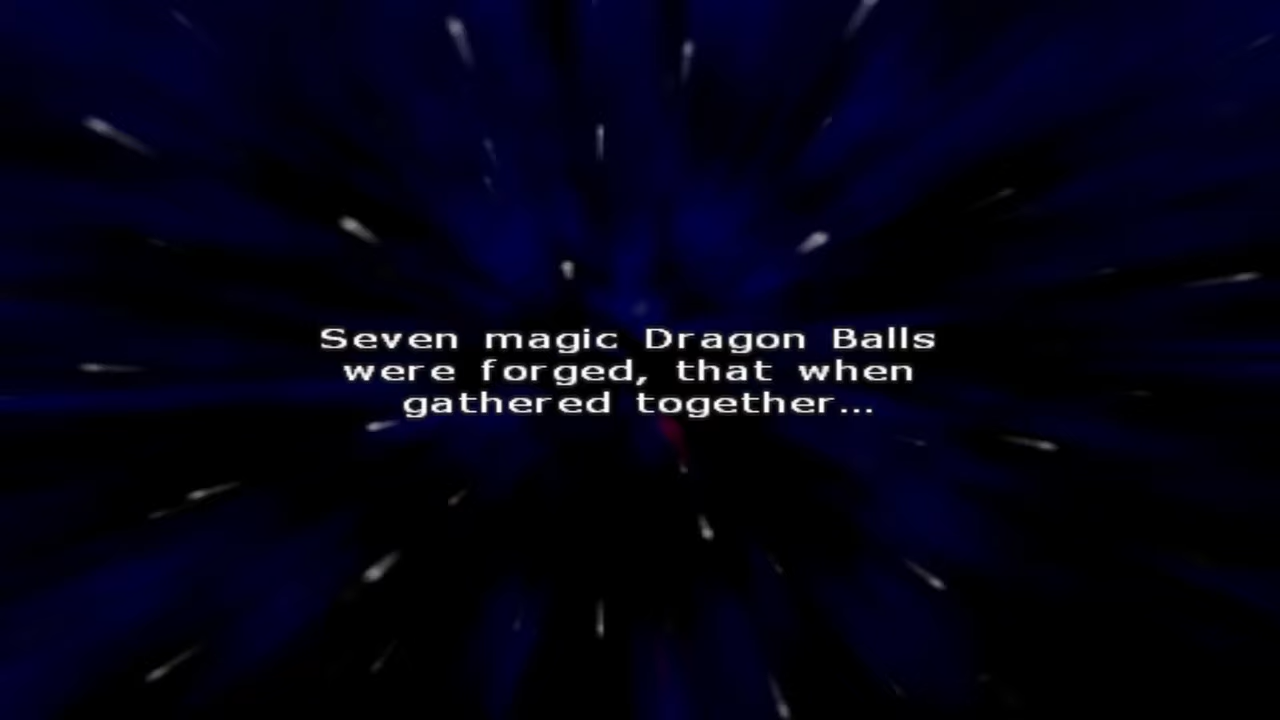 Seven magic Dragon Balls
were forged, that when
gathered together...